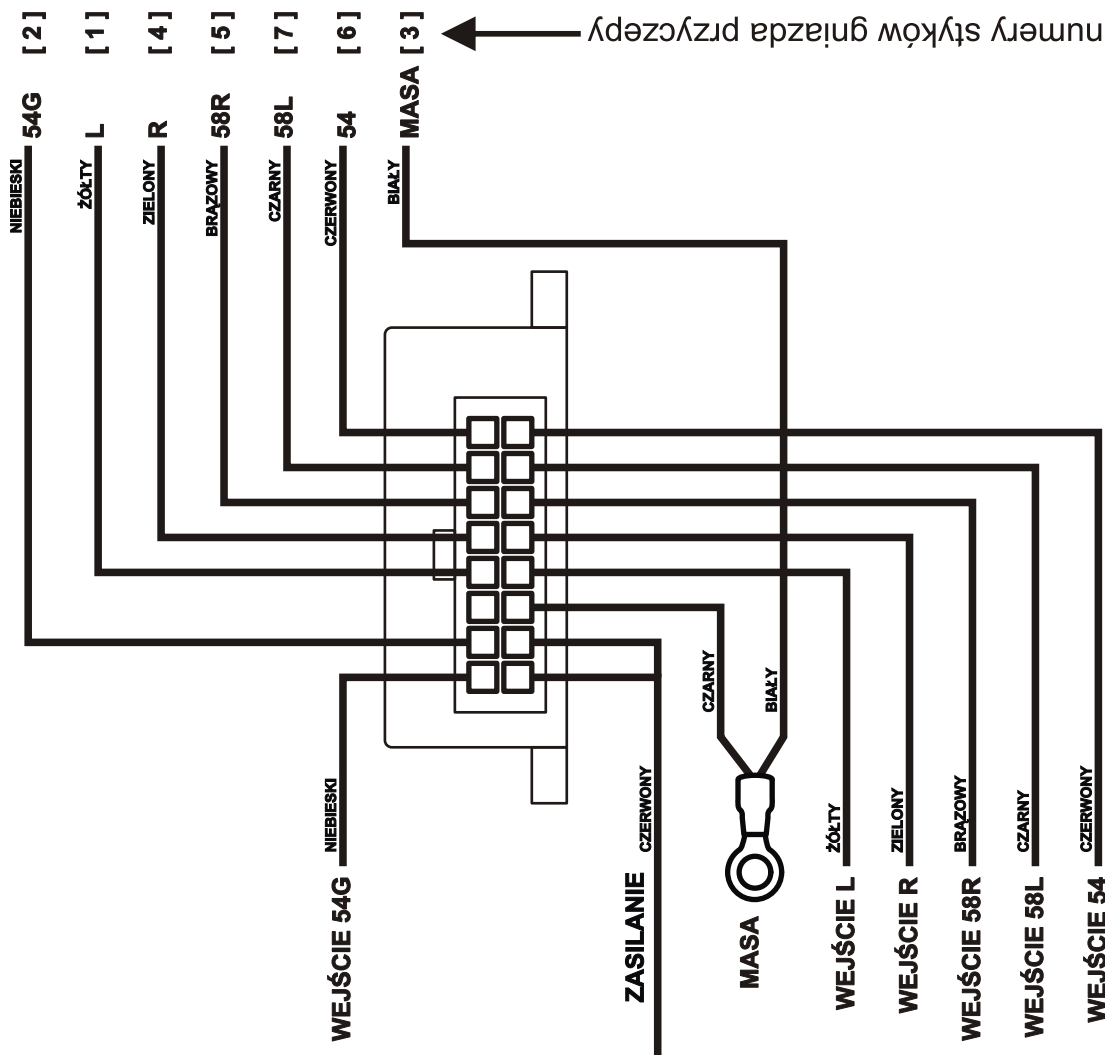 numery styków gniazda przyczepy
[ 2 ]
[ 1 ]
[ 4 ]
[ 5 ]
[ 7 ]
[ 6 ]
[ 3 ]
54G
L
R
58R
58L
54
MASA
NIEBIESKI
ŻÓŁTY
ZIELONY
BRĄZOWY
CZARNY
CZERWONY
BIAŁY
NIEBIESKI
CZERWONY
CZARNY
BIAŁY
ŻÓŁTY
ZIELONY
BRĄZOWY
CZARNY
CZERWONY
WEJŚCIE 54G
ZASILANIE
MASA
WEJŚCIE L
WEJŚCIE R
WEJŚCIE 58R
WEJŚCIE 58L
WEJŚCIE 54